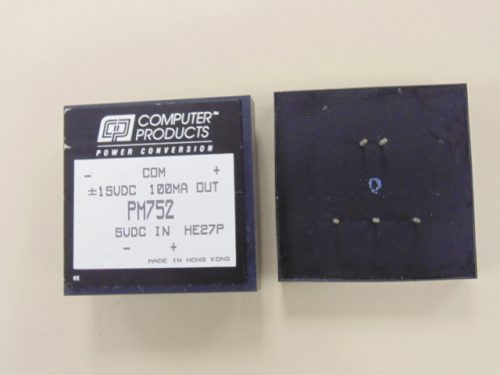 COMPUTER™
PRODUCTS
POWER CONVERSION
- COM +
±15VDC 100MA OUT
PM752
5VDC IN HE27P
- +
MADE IN HONG KONG
Q